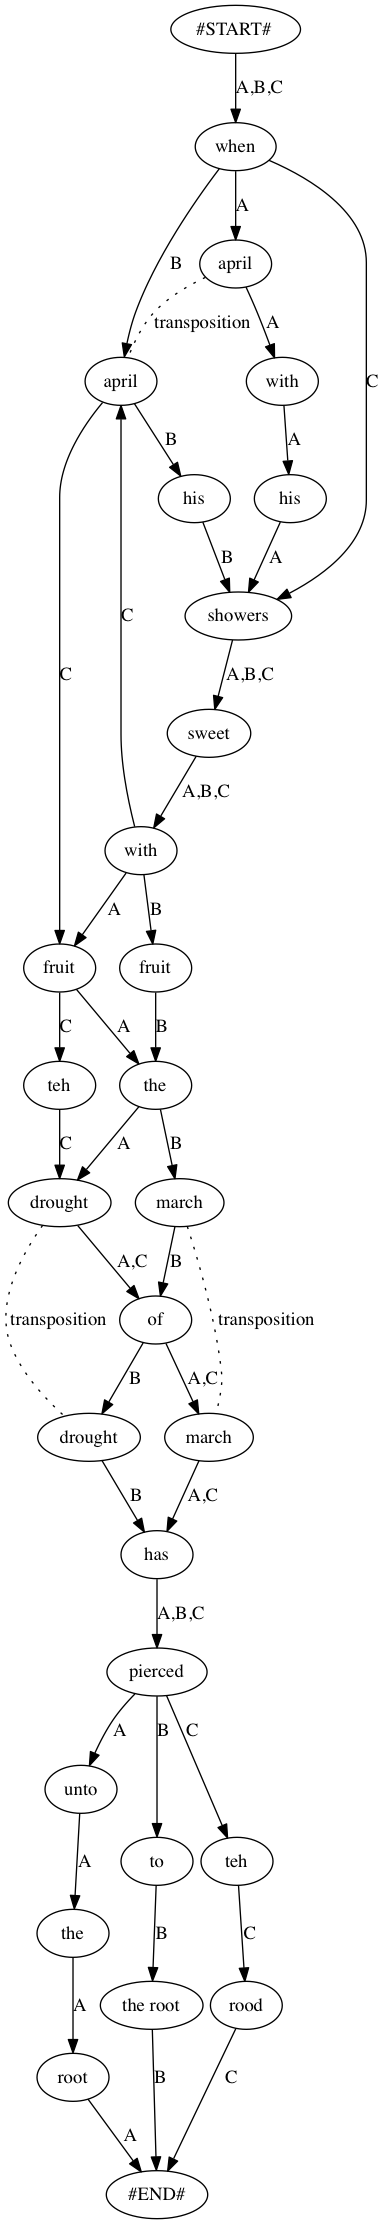 #START#
A,B,C
when
B
A
C
april
transposition
april
A
with
B
A
his
his
B
A
showers
C
C
A,B,C
sweet
A,B,C
with
A
B
fruit
fruit
C
A
B
teh
the
C
A
B
drought
march
A,C
B
transposition
of
transposition
B
A,C
drought
march
B
A,C
has
A,B,C
pierced
A
B
C
unto
to
teh
A
B
C
the
the root
rood
A
B
C
root
A
#END#